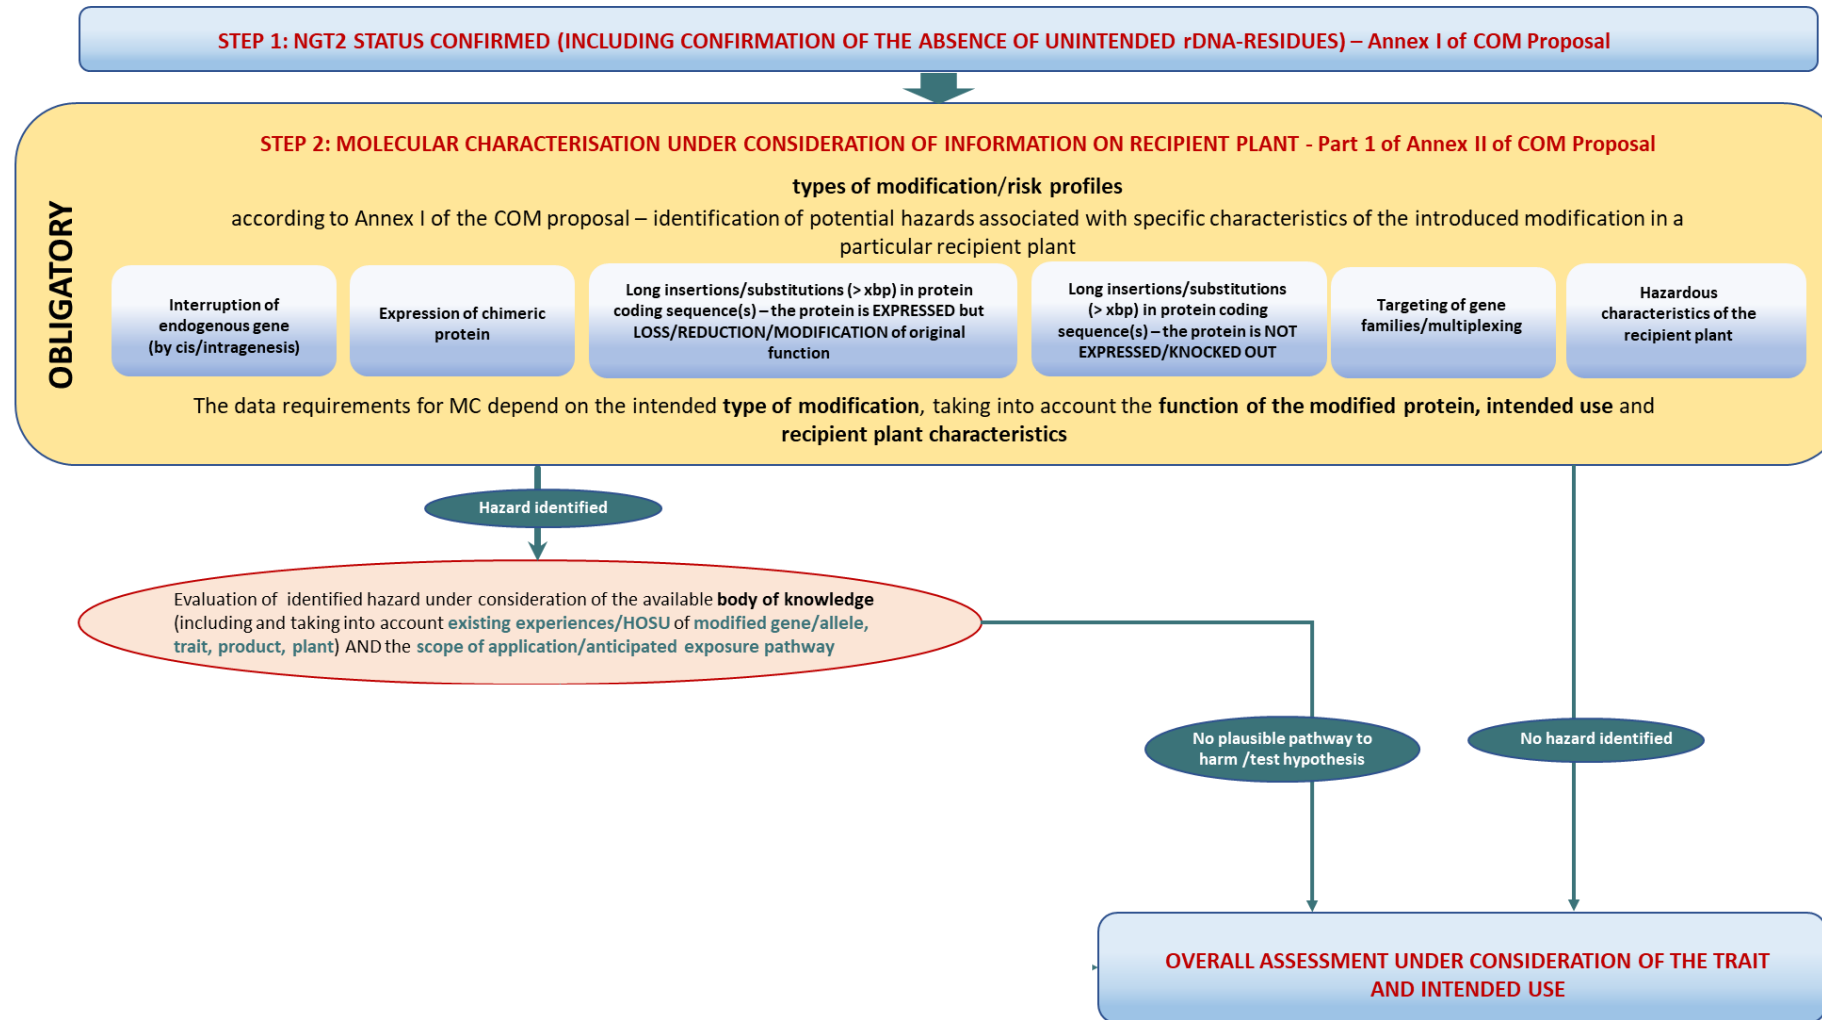 STEP 1: NGT2 STATUS CONFIRMED (INCLUDING CONFIRMATION OF THE ABSENCE OF UNINTENDED rDNA-RESIDUES) – Annex I of COM Proposal
OBLIGATORY
STEP 2: MOLECULAR CHARACTERISATION UNDER CONSIDERATION OF INFORMATION ON RECIPIENT PLANT - Part 1 of Annex II of COM Proposal
types of modification/risk profiles
according to Annex I of the COM proposal – identification of potential hazards associated with specific characteristics of the introduced modification in a
particular recipient plant
Interruption of
endogenous gene
(by cis/intragenesis)
Expression of chimeric
protein
Long insertions/substitutions (> xbp) in protein
coding sequence(s) – the protein is EXPRESSED but
LOSS/REDUCTION/MODIFICATION of original
function
Long insertions/substitutions
(> xbp) in protein coding
sequence(s) – the protein is NOT
EXPRESSED/KNOCKED OUT
Targeting of gene
families/multiplexing
Hazardous
characteristics of the
recipient plant
The data requirements for MC depend on the intended type of modification, taking into account the function of the modified protein, intended use and
recipient plant characteristics
Hazard identified
Evaluation of identified hazard under consideration of the available body of knowledge
(including and taking into account existing experiences/HOSU of modified gene/allele,
trait, product, plant) AND the scope of application/anticipated exposure pathway
No plausible pathway to
harm /test hypothesis
No hazard identified
OVERALL ASSESSMENT UNDER CONSIDERATION OF THE TRAIT
AND INTENDED USE